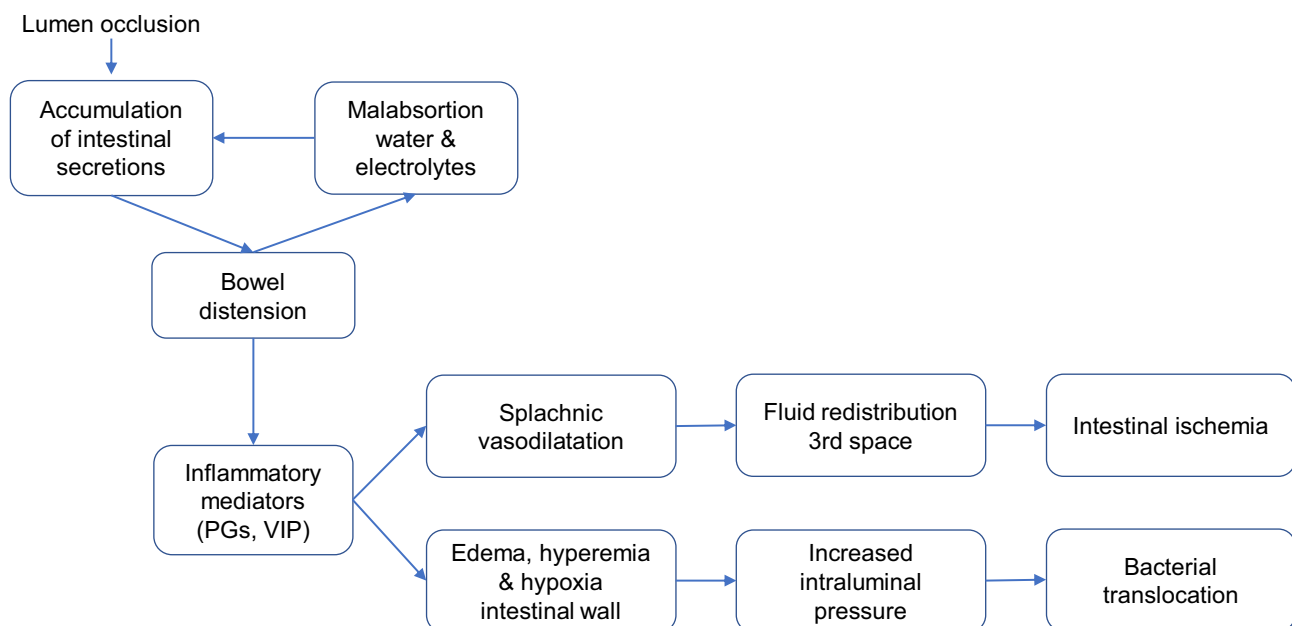 Lumen occlusion
Accumulation
of intestinal
secretions
Malabsortion
water &
electrolytes
Bowel
distension
Inflammatory
mediators
(PGs, VIP)
Splachnic
vasodilatation
Fluid redistribution
3rd space
Intestinal ischemia
Edema, hyperemia
& hypoxia
intestinal wall
Increased
intraluminal
pressure
Bacterial
translocation